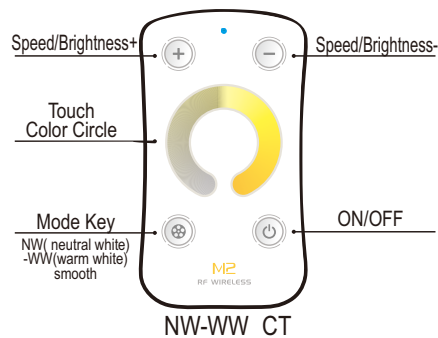 Speed/Brightness+
Speed/Brightness-
Touch
Color Circle
Mode Key
NW( neutral white)
-WW(warm white)
smooth
ON/OFF
M2
RF WIRELESS
NW-WW CT